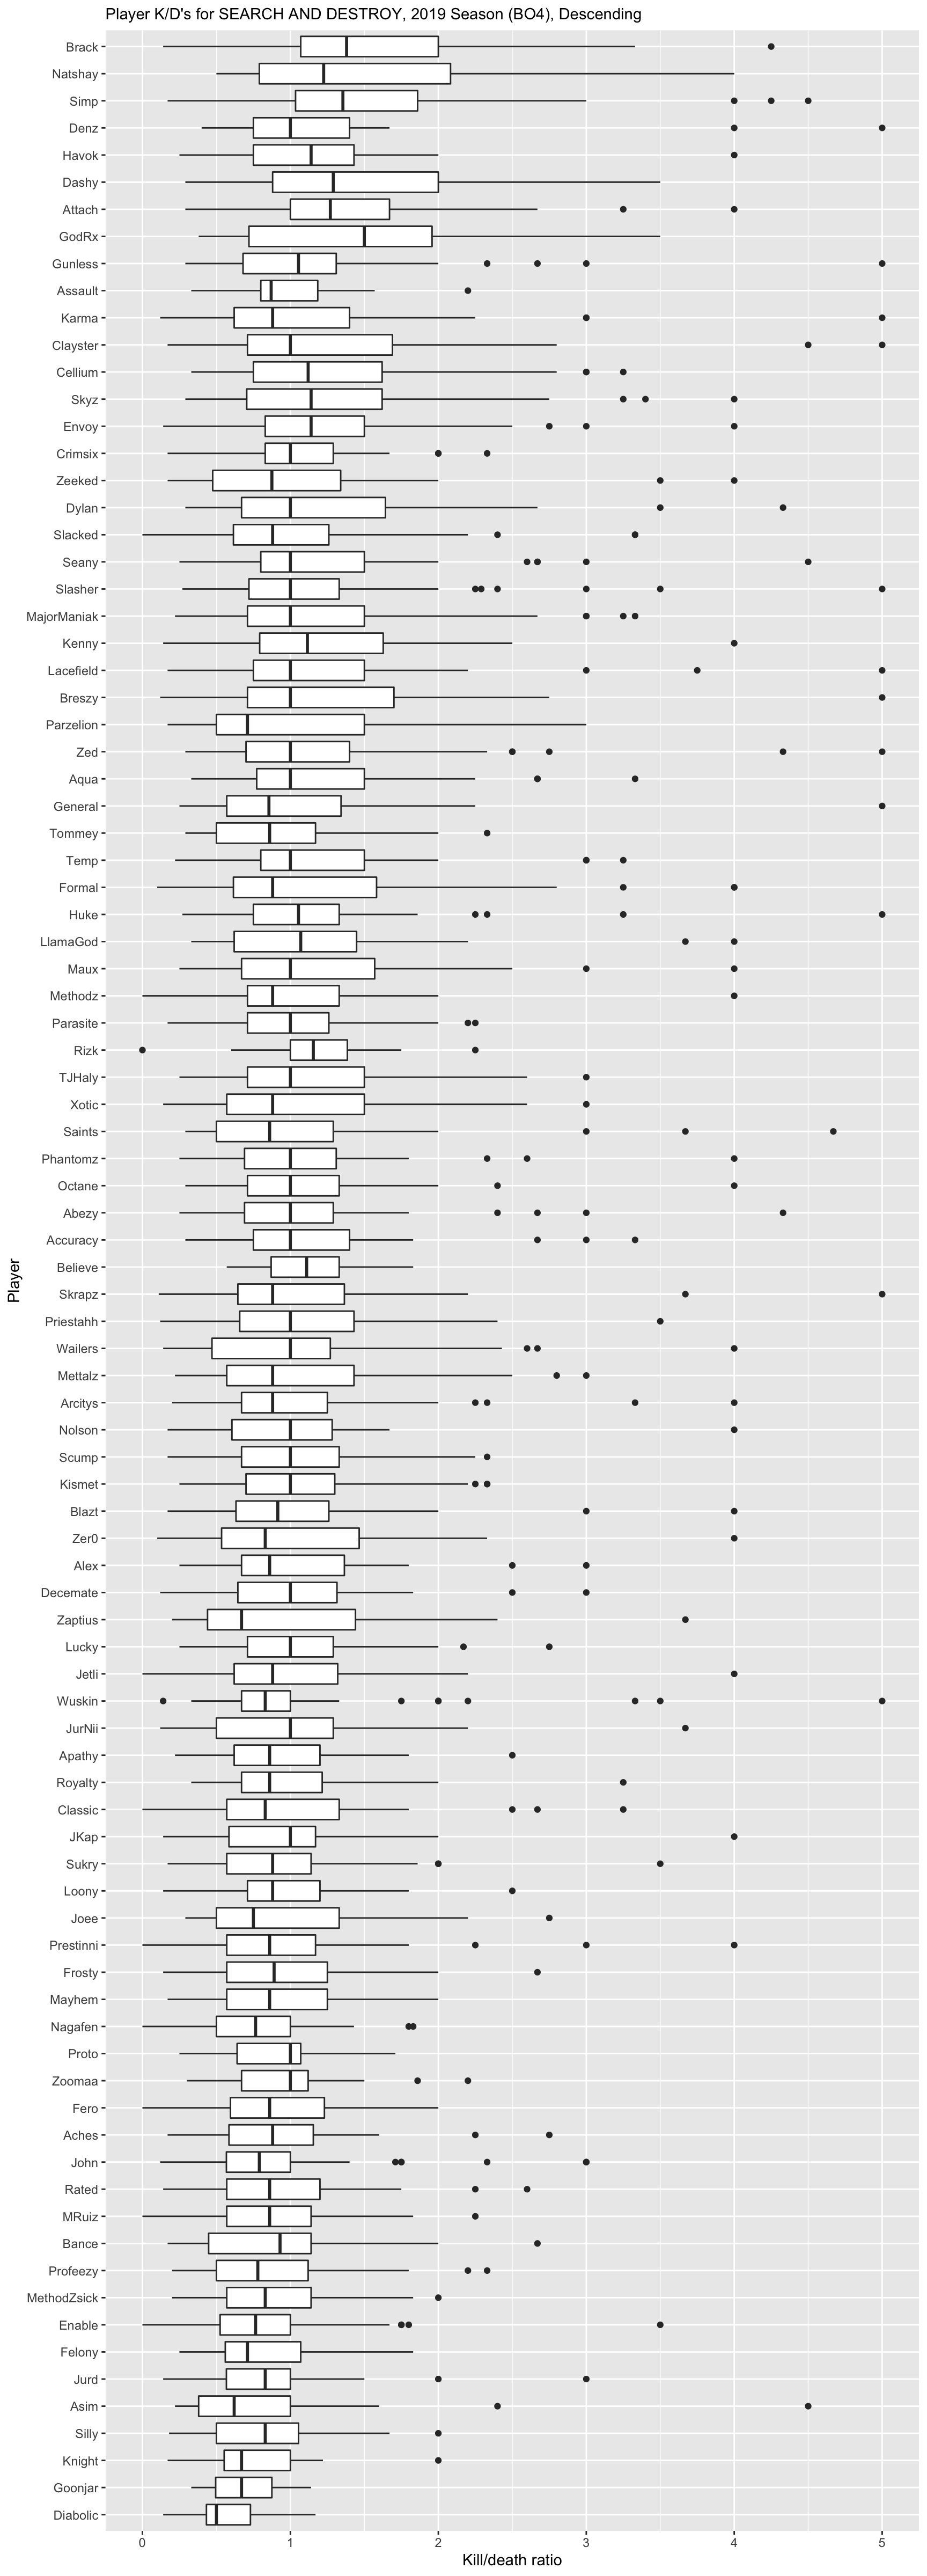 Player K/D's for SEARCH AND DESTROY, 2019 Season (BO4), Descending
Brack
Natshay
Simp
Denz
Havok
Dashy
Attach
GodRx
Gunless
Assault
Karma
Clayster
Cellium
Skyz
Envoy
Crimsix
Zeeked
Dylan
Slacked
Seany
Slasher
MajorManiak
Kenny
Lacefield
Breszy
Parzelion
Zed
Aqua
General
Tommey
Temp
Formal
Huke
LlamaGod
Maux
Methodz
Parasite
Rizk
TJHaly
Xotic
Saints
Phantomz
Octane
Abezy
Accuracy
Believe
Skrapz
Priestahh
Wailers
Mettalz
Arcitys
Nolson
Scump
Kismet
Blazt
Zer0
Alex
Decemate
Zaptius
Lucky
Jetli
Wuskin
JurNii
Apathy
Royalty
Classic
JKap
Sukry
Loony
Joee
Prestinni
Frosty
Mayhem
Nagafen
Proto
Zoomaa
Fero
Aches
John
Rated
MRuiz
Bance
Profeezy
MethodZsick
Enable
Felony
Jurd
Asim
Silly
Knight
Goonjar
Diabolic
Player
0 1 2 3 4 5
Kill/death ratio